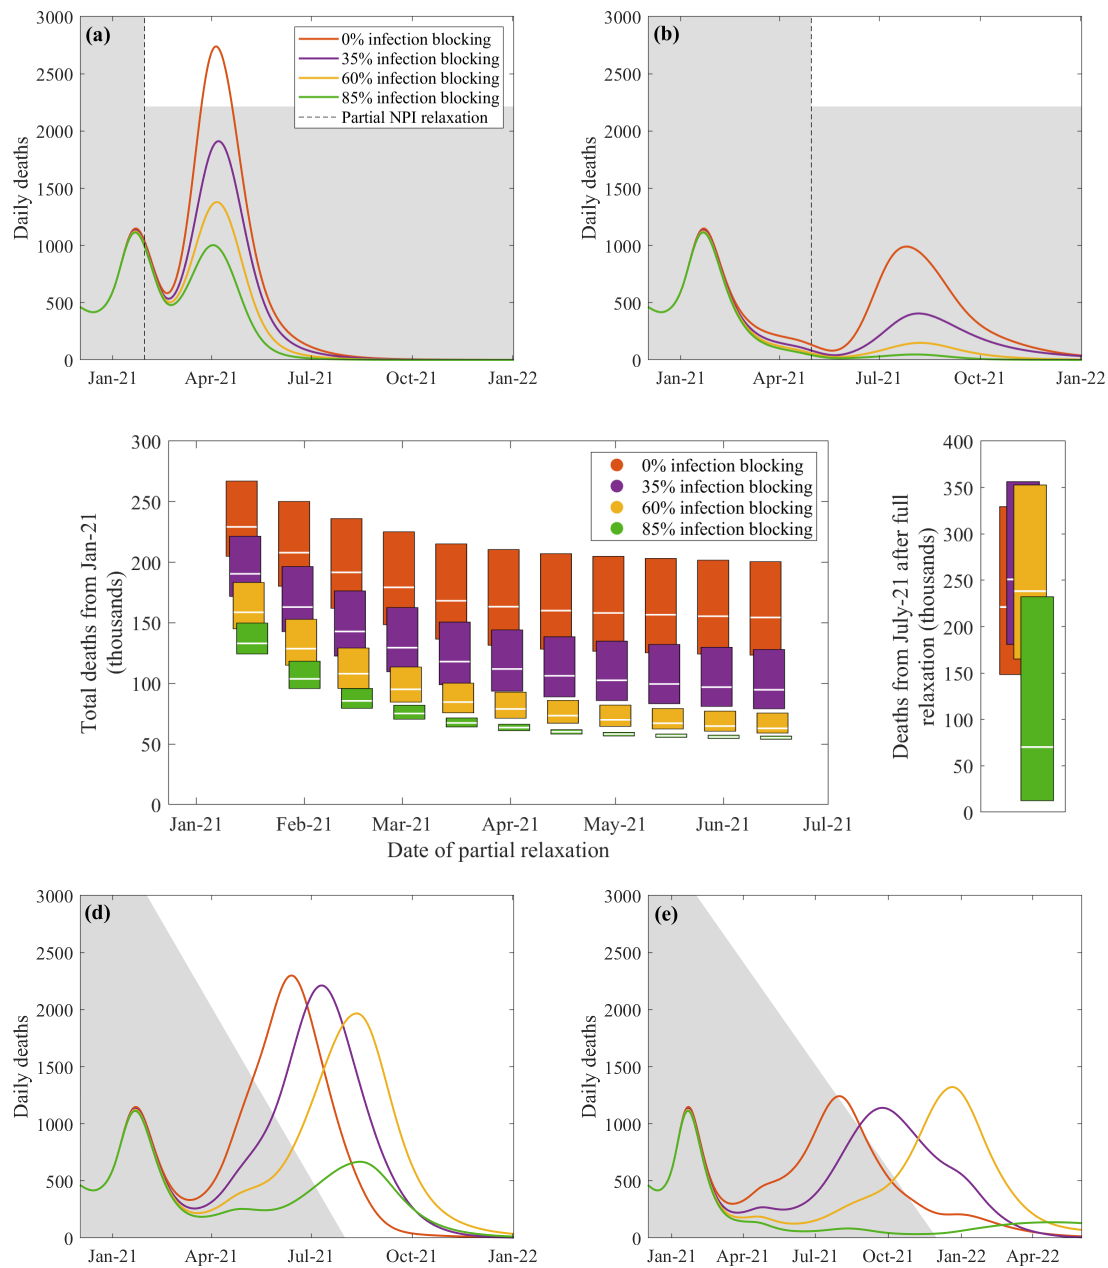 (a)
3000
2500
2000
1500
1000
500
0
Daily deaths
0% infection blocking
35% infection blocking
60% infection blocking
85% infection blocking
Partial NPI relaxation
Jan-21 Apr-21 Jul-21 Oct-21 Jan-22
(b)
3000
2500
2000
1500
1000
500
0
Daily deaths
Jan-21 Apr-21 Jul-21 Oct-21 Jan-22
300
250
200
150
100
50
0
Total deaths from Jan-21
(thousands)
0% infection blocking
35% infection blocking
60% infection blocking
85% infection blocking
Jan-21 Feb-21 Mar-21 Apr-21 May-21 Jun-21 Jul-21
Date of partial relaxation
400
350
300
250
200
150
100
50
0
Deaths from July-21 after full
relaxation (thousands)
(d)
3000
2500
2000
1500
1000
500
0
Daily deaths
Jan-21 Apr-21 Jul-21 Oct-21 Jan-22
(e)
3000
2500
2000
1500
1000
500
0
Daily deaths
Jan-21 Apr-21 Jul-21 Oct-21 Jan-22 Apr-22